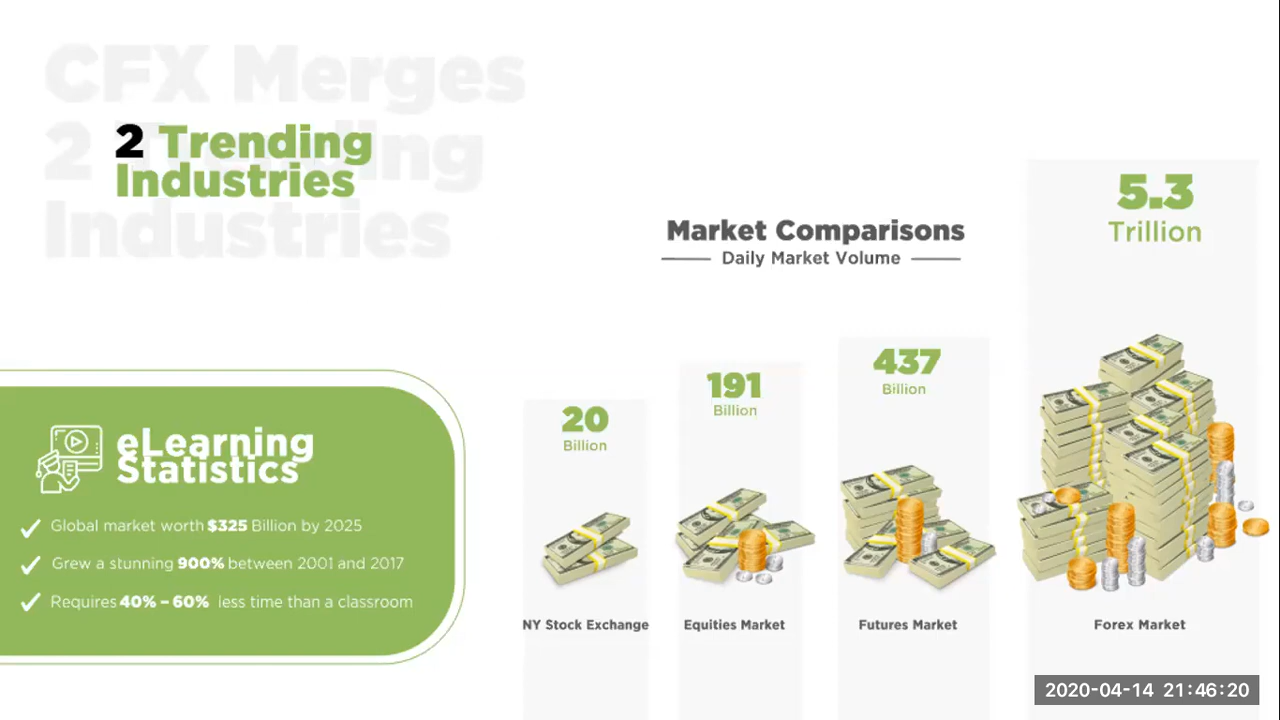 CFX Merges
2 Trending
Industries
2 Trending
Industries
Market Comparisons
Daily Market Volume
20
Billion
191
Billion
437
Billion
5.3
Trillion
eLearning
Statistics
Global market worth $325 Billion by 2025
Grew a stunning 900% between 2001 and 2017
Requires 40% – 60% less time than a classroom
NY Stock Exchange
Equities Market
Futures Market
Forex Market
2020-04-14 21:46:20